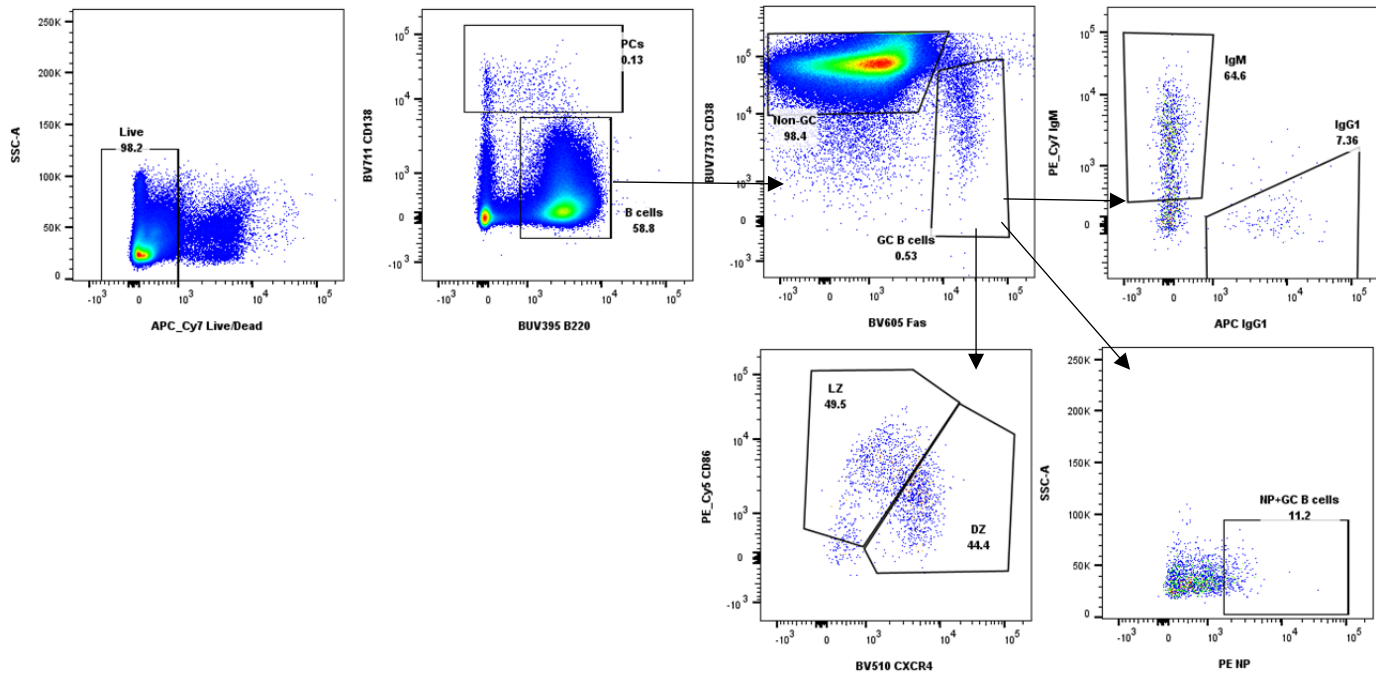 250K
200K
150K
100K
50K
0
SSC-A
Live
98.2
-10³
0
10³
10⁴
10⁵
APC_Cy7 Live/Dead
10⁵
10⁴
10³
0
-10³
BV711 CD138
PCs
0.13
B cells
58.8
-10³
0
10³
10⁴
10⁵
BUV395 B220
10⁵
10⁴
10³
0
-10³
BUV7373 CD38
Non-GC
98.4
GC B cells
0.53
-10³
0
10³
10⁴
10⁵
BV605 Fas
10⁵
10⁴
10³
0
PE_Cy7 IgM
IgM
64.6
IgG1
7.36
-10³
0
10³
10⁴
10⁵
APC IgG1
10⁵
10⁴
10³
0
-10³
PE_Cy5 CD86
LZ
49.5
DZ
44.4
-10³
0
10³
10⁴
10⁵
BV510 CXCR4
250K
200K
150K
100K
50K
0
SSC-A
NP+GC B cells
11.2
-10³
0
10³
10⁴
10⁵
PE NP